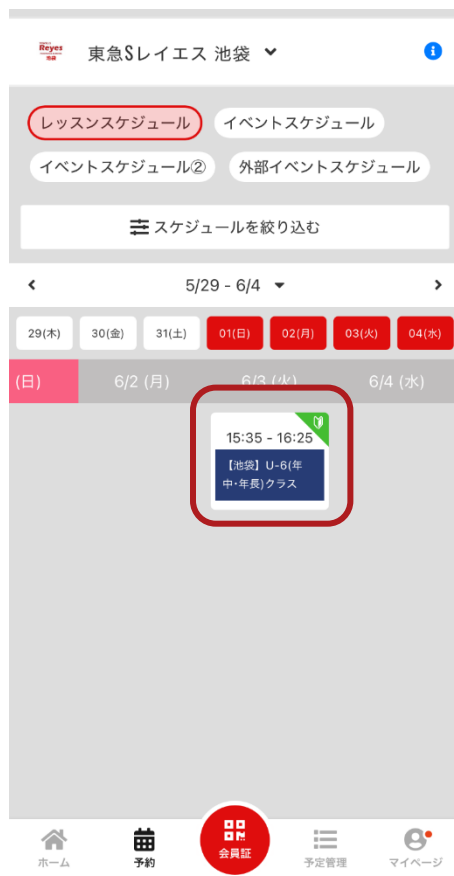 Reyes
池袋
東急Sレイエス 池袋
レッスンスケジュール
イベントスケジュール
イベントスケジュール②
外部イベントスケジュール
スケジュールを絞り込む
5/29 - 6/4
29(木) 30(金) 31(土) 01(日) 02(月) 03(火) 04(水)
(日) 6/2 (月) 6/3 (火) 6/4 (水)
15:35 - 16:25
【池袋】U-6(年
中・年長)クラス
ホーム 予約 会員証 予定管理 マイページ